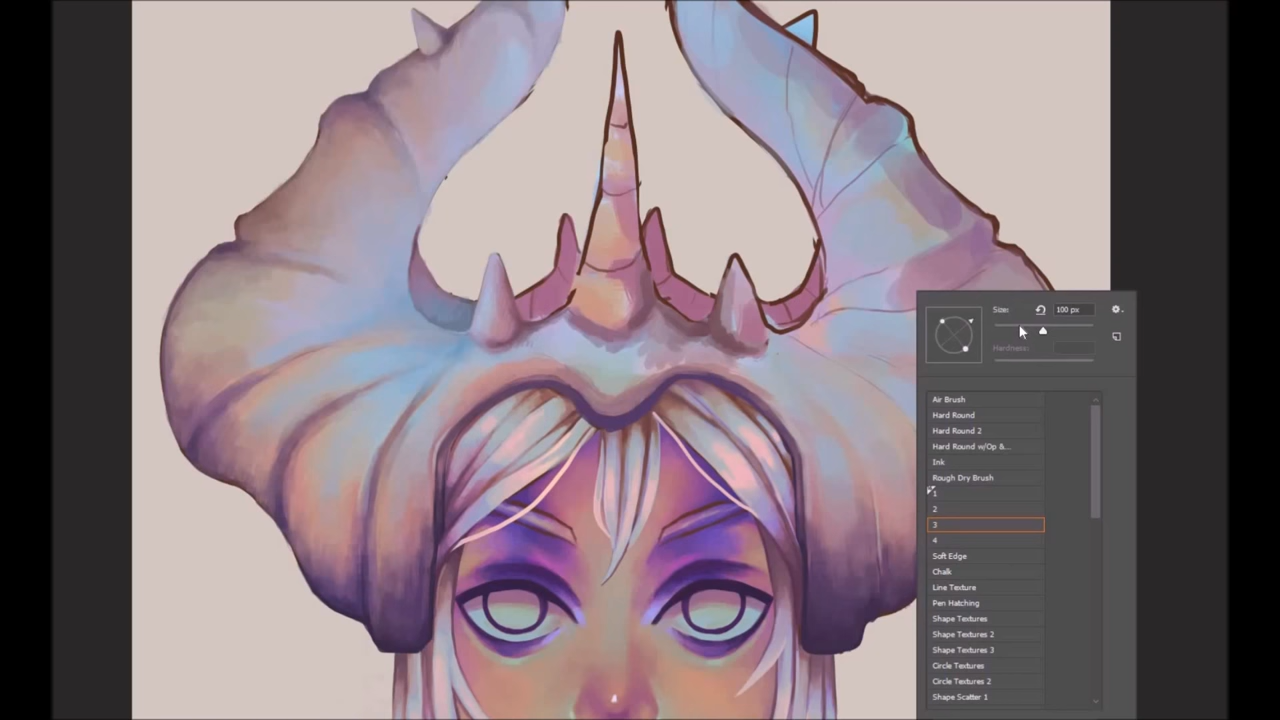 Size: 100 px
Hardness:
Air Brush
Hard Round
Hard Round 2
Hard Round w/Op &...
Ink
Rough Dry Brush
1
2
3
4
Soft Edge
Chalk
Line Texture
Pen Hatching
Shape Textures
Shape Textures 2
Shape Textures 3
Circle Textures
Circle Textures 2
Shape Scatter 1